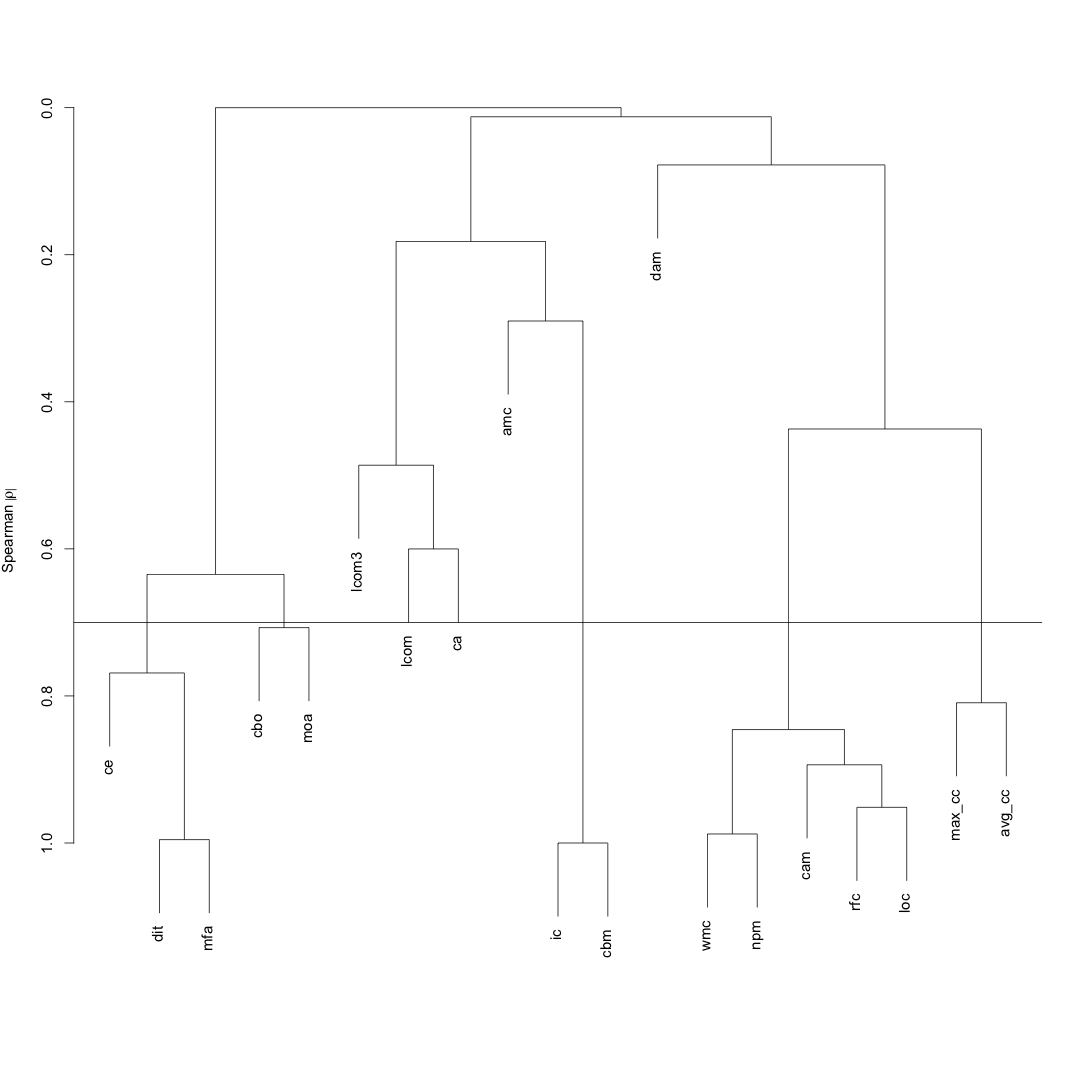 Spearman |ρ|
0.0
0.2
0.4
0.6
0.8
1.0
ce
dit
mfa
cbo
moa
lcom3
lcom
ca
amc
ic
cbm
dam
wmc
npm
cam
rfc
loc
max_cc
avg_cc